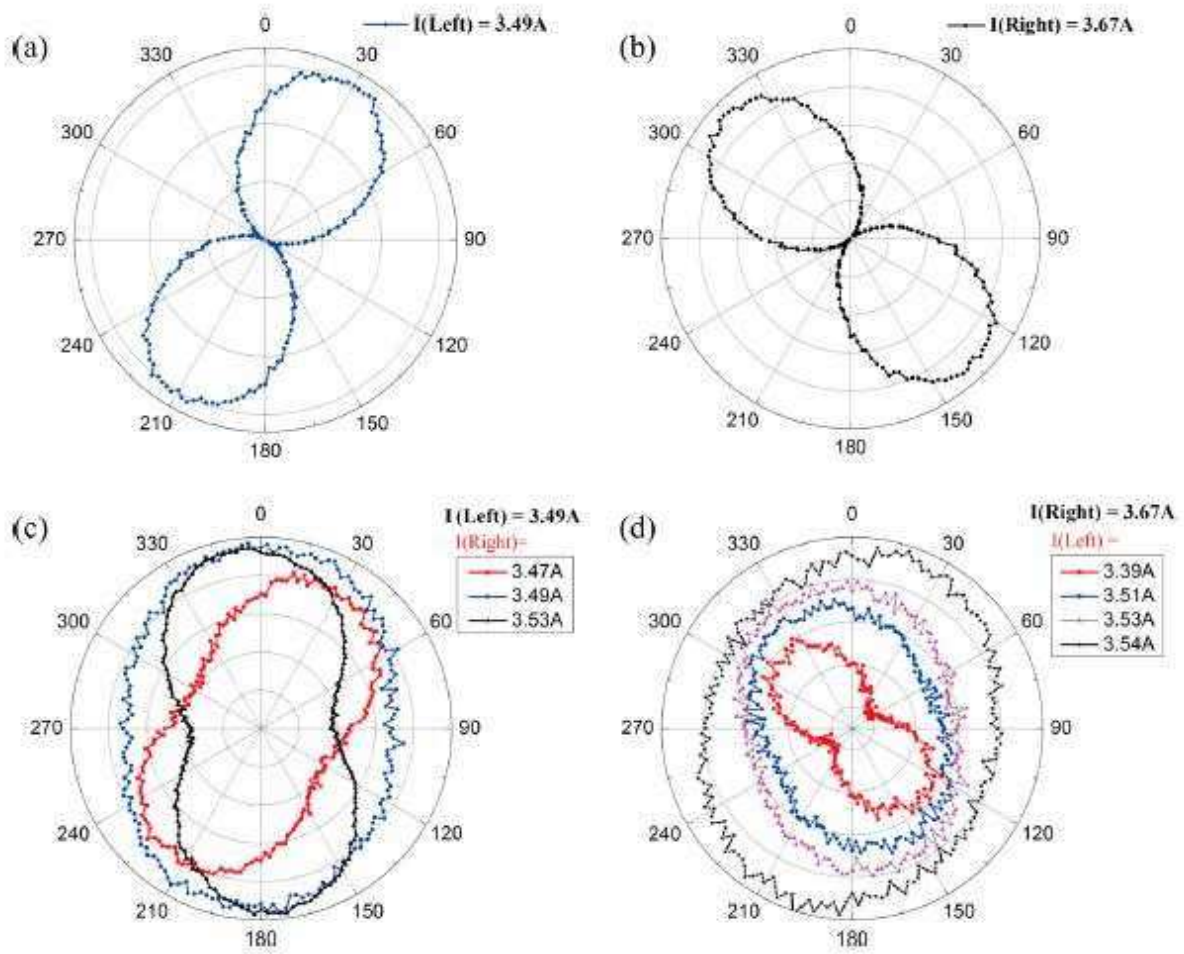 (a)
I(Left) = 3.49A
0
30
60
90
120
150
180
210
240
270
300
330
(b)
I(Right) = 3.67A
0
30
60
90
120
150
180
210
240
270
300
330
(c)
I (Left) = 3.49A
I(Right)=
3.47A
3.49A
3.53A
0
30
60
90
120
150
180
210
240
270
300
330
(d)
I(Right) = 3.67A
I(Left) =
3.39A
3.51A
3.53A
3.54A
0
30
60
90
120
150
180
210
240
270
300
330